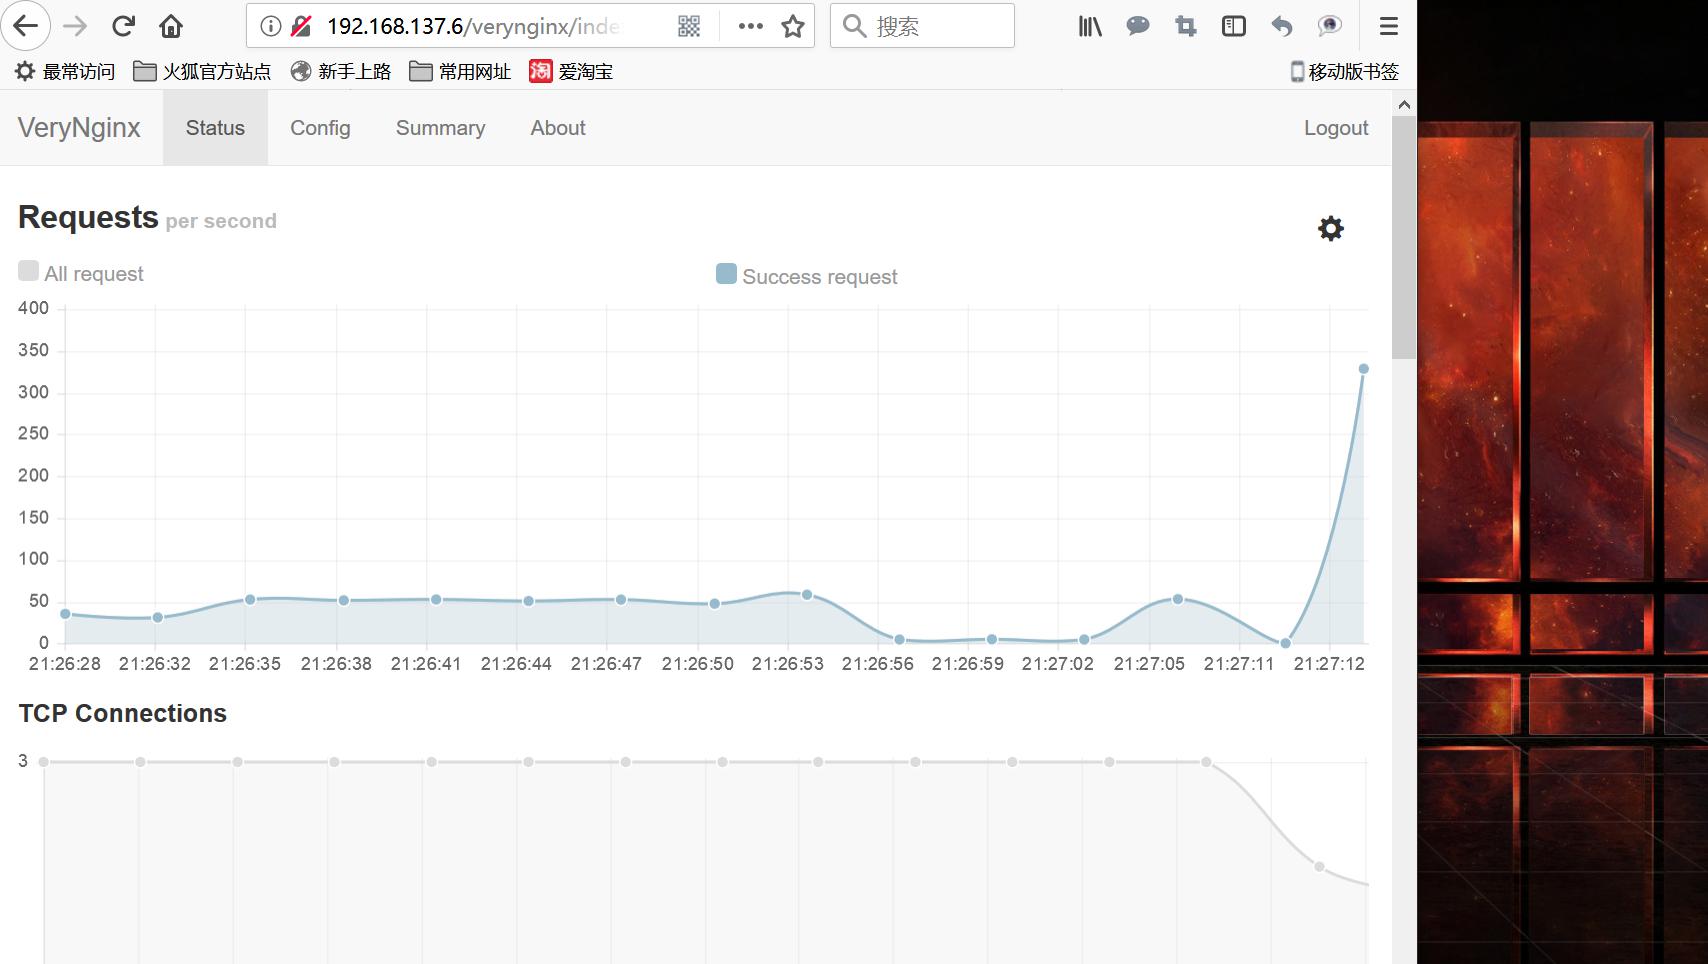 192.168.137.6/verynginx/inde
搜索
最常访问 火狐官方站点 新手上路 常用网址 淘 爱淘宝 移动版书签
VeryNginx Status Config Summary About Logout
Requests per second
All request Success request
400
350
300
250
200
150
100
50
0
21:26:28 21:26:32 21:26:35 21:26:38 21:26:41 21:26:44 21:26:47 21:26:50 21:26:53 21:26:56 21:26:59 21:27:02 21:27:05 21:27:11 21:27:12
TCP Connections
3